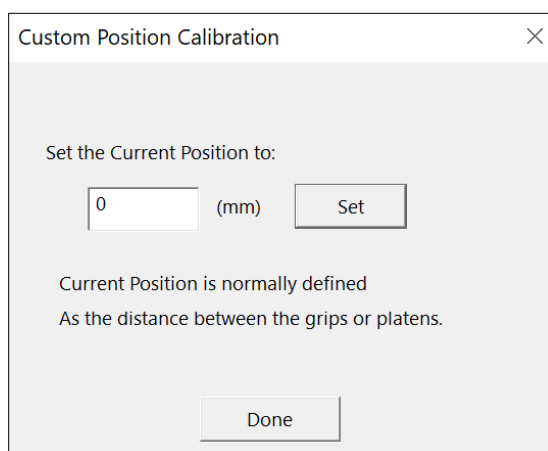 Custom Position Calibration
Set the Current Position to:
0 (mm) Set
Current Position is normally defined
As the distance between the grips or platens.
Done